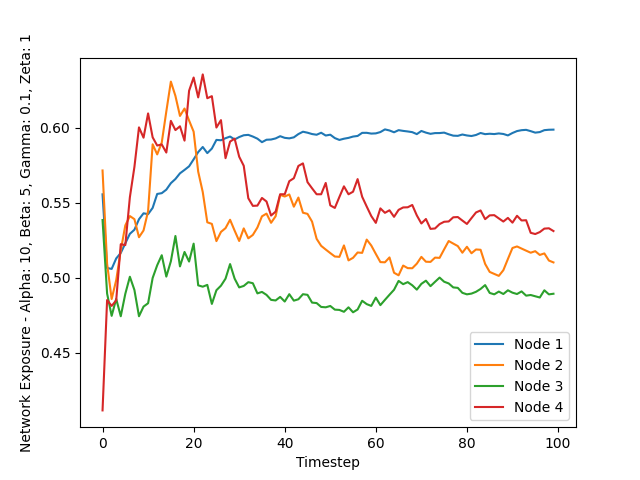 Network Exposure - Alpha: 10, Beta: 5, Gamma: 0.1, Zeta: 1
0.60
0.55
0.50
0.45
0
20
40
60
80
100
Timestep
Node 1
Node 2
Node 3
Node 4